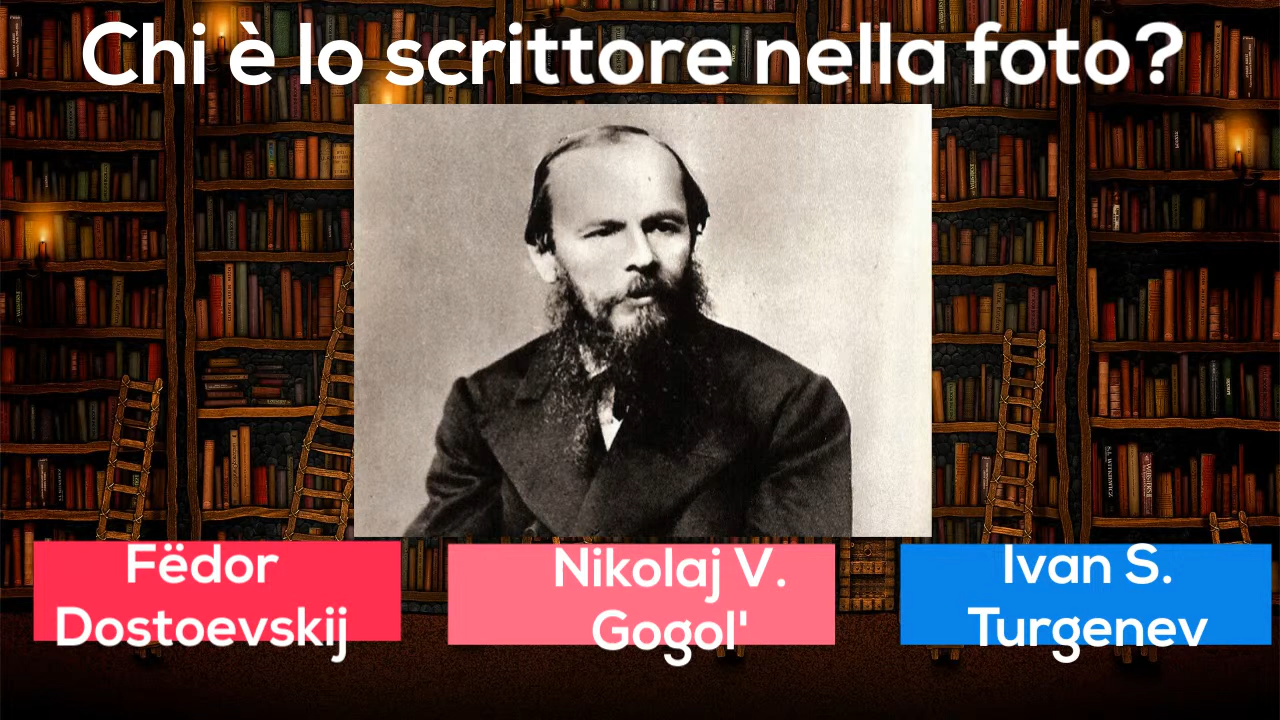 Chi è lo scrittore nella foto?
Fëdor
Dostoevskij
Nikolaj V.
Gogol'
Ivan S.
Turgenev